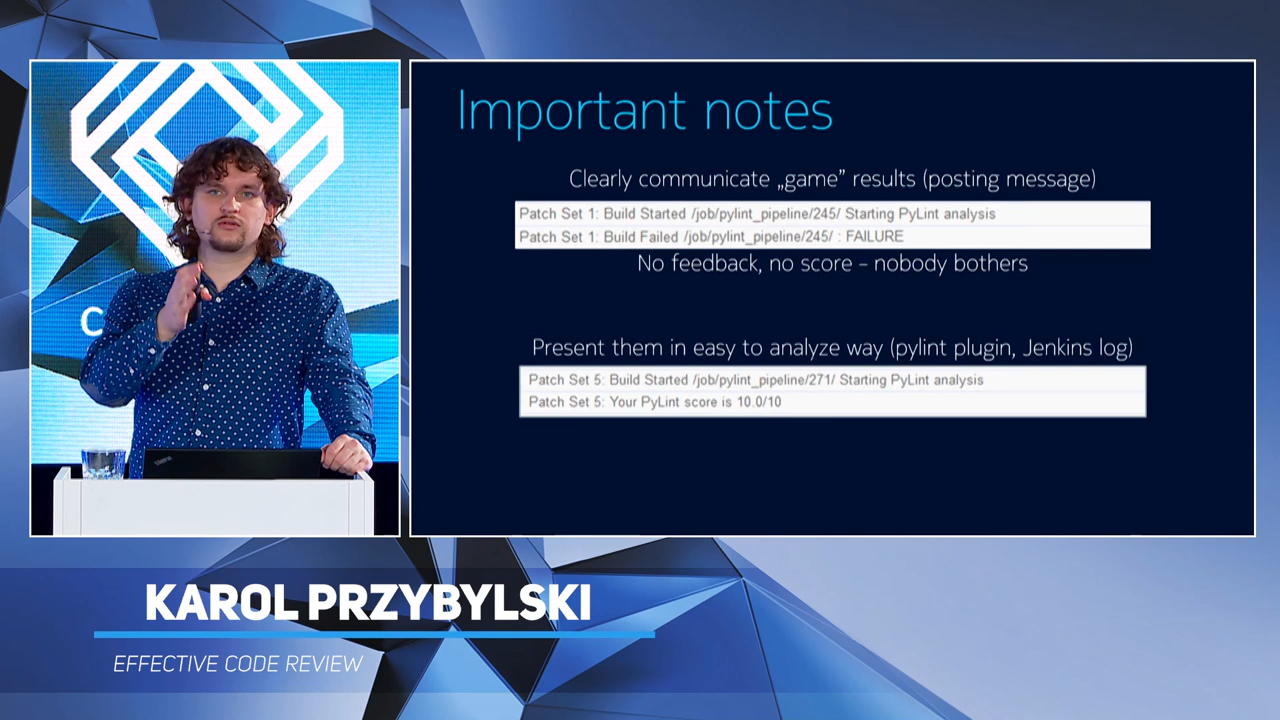 Important notes
Clearly communicate „game” results (posting message)
Patch Set 1: Build Started /job/pylint_pipeline/245/ Starting PyLint analysis
Patch Set 1: Build Failed /job/pylint_pipeline/245/ : FAILURE
No feedback, no score – nobody bothers
Present them in easy to analyze way (pylint plugin, Jenkins log)
Patch Set 5: Build Started /job/pylint_pipeline/271/ Starting PyLint analysis
Patch Set 5: Your PyLint score is 10.0/10
C
KAROL PRZYBYLSKI
EFFECTIVE CODE REVIEW